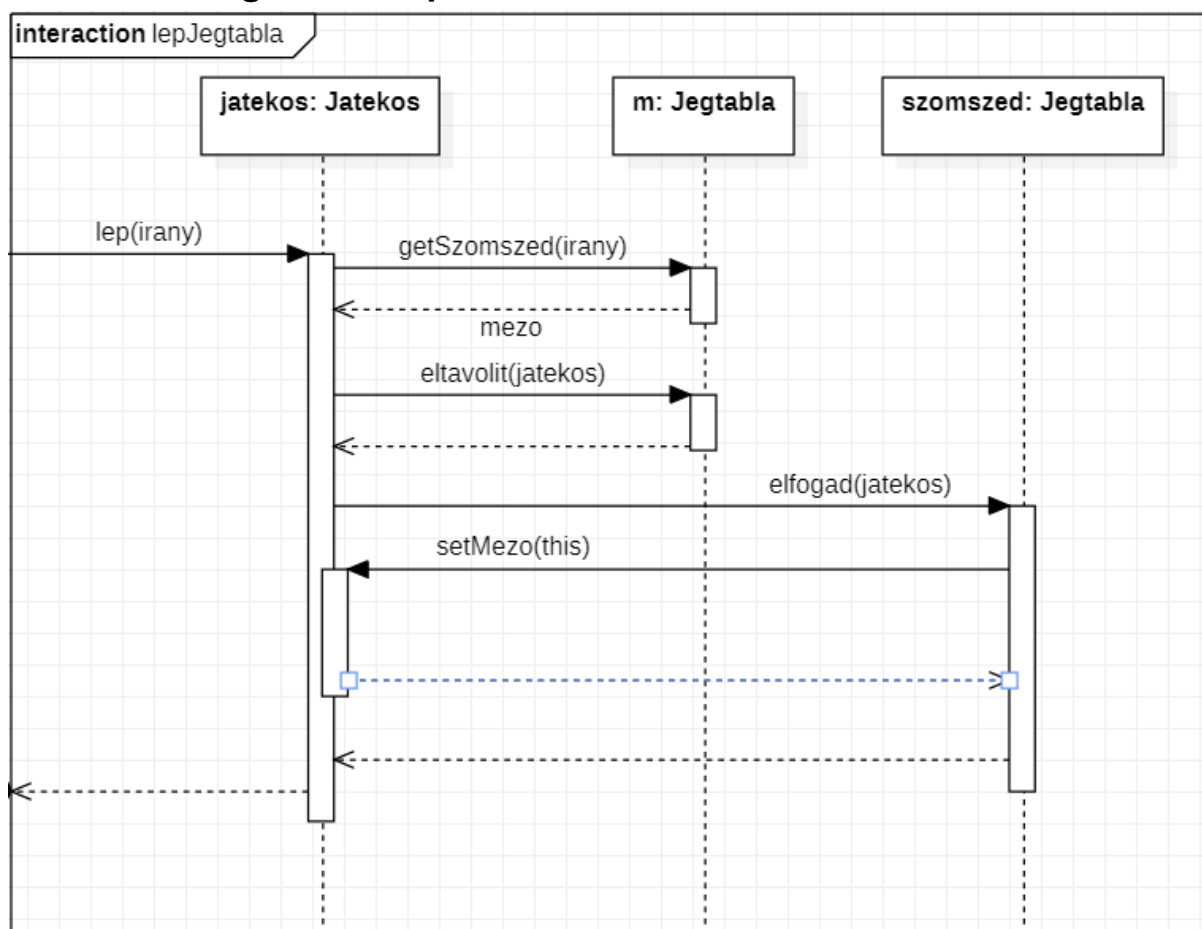 interaction lepJegtabla
jatekos: Jatekos
m: Jegtabla
szomszed: Jegtabla
lep(irany)
getSzomszed(irany)
mezo
eltavolit(jatekos)
elfogad(jatekos)
setMezo(this)